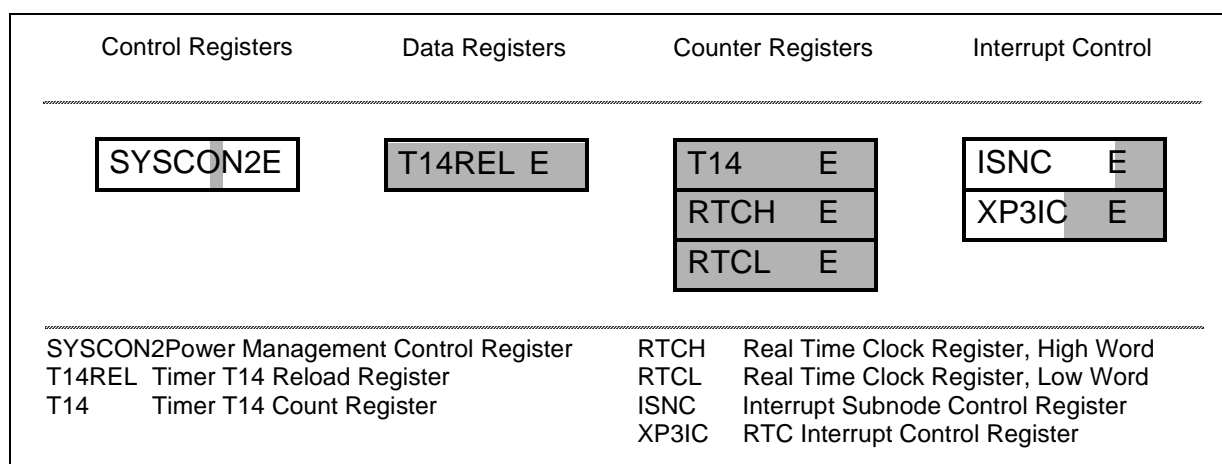 Control Registers Data Registers Counter Registers Interrupt Control
SYSCON2E T14REL E T14 E ISNC E
RTCH E XP3IC E
RTCL E
SYSCON2Power Management Control Register RTCH Real Time Clock Register, High Word
T14REL Timer T14 Reload Register RTCL Real Time Clock Register, Low Word
T14 Timer T14 Count Register ISNC Interrupt Subnode Control Register
XP3IC RTC Interrupt Control Register